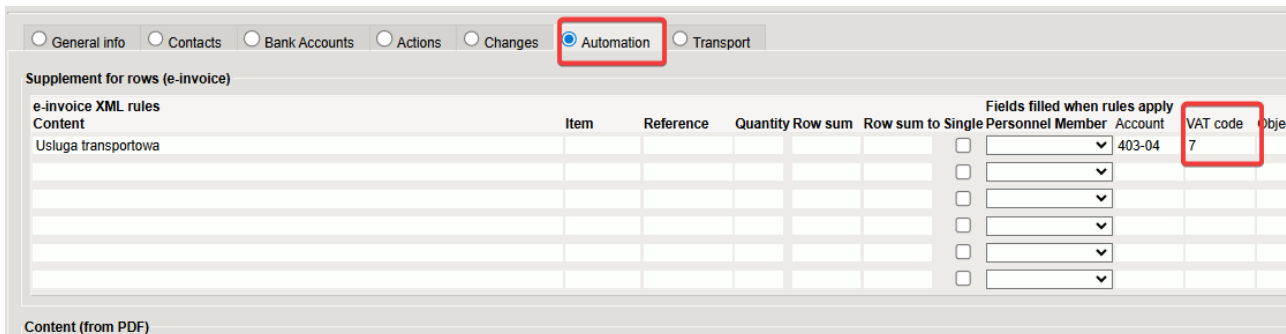 General info Contacts Bank Accounts Actions Changes Automation Transport
Supplement for rows (e-invoice)
e-invoice XML rules Fields filled when rules apply
Content Item Reference Quantity Row sum Row sum to Single Personnel Member Account VAT code Obje
Usluga transportowa 403-04 7
Content (from PDF)